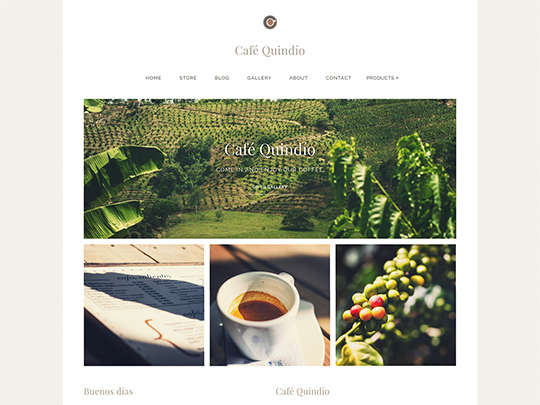 Café Quindío
HOME STORE BLOG GALLERY ABOUT CONTACT PRODUCTS
Café Quindío
COME IN AND ENJOY OUR COFFEE.
GALLERY
Buenos días
Café Quindío